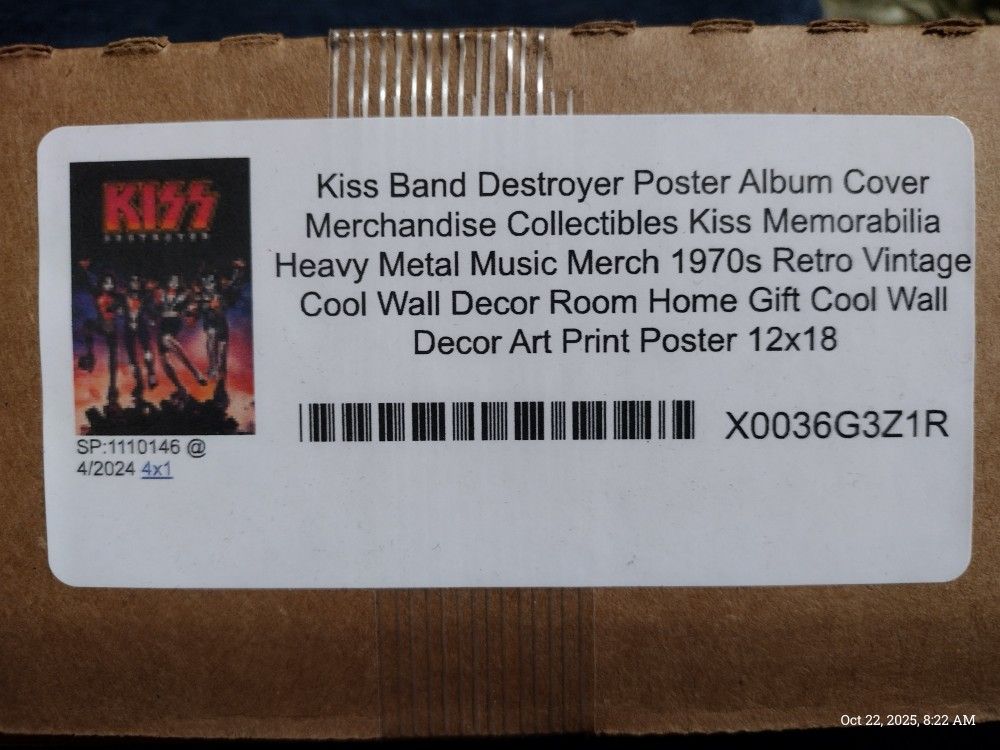 KISS
DESTROYER
Kiss Band Destroyer Poster Album Cover
Merchandise Collectibles Kiss Memorabilia
Heavy Metal Music Merch 1970s Retro Vintage
Cool Wall Decor Room Home Gift Cool Wall
Decor Art Print Poster 12x18
X0036G3Z1R
SP:1110146 @
4/2024 4x1
Oct 22, 2025, 8:22 AM